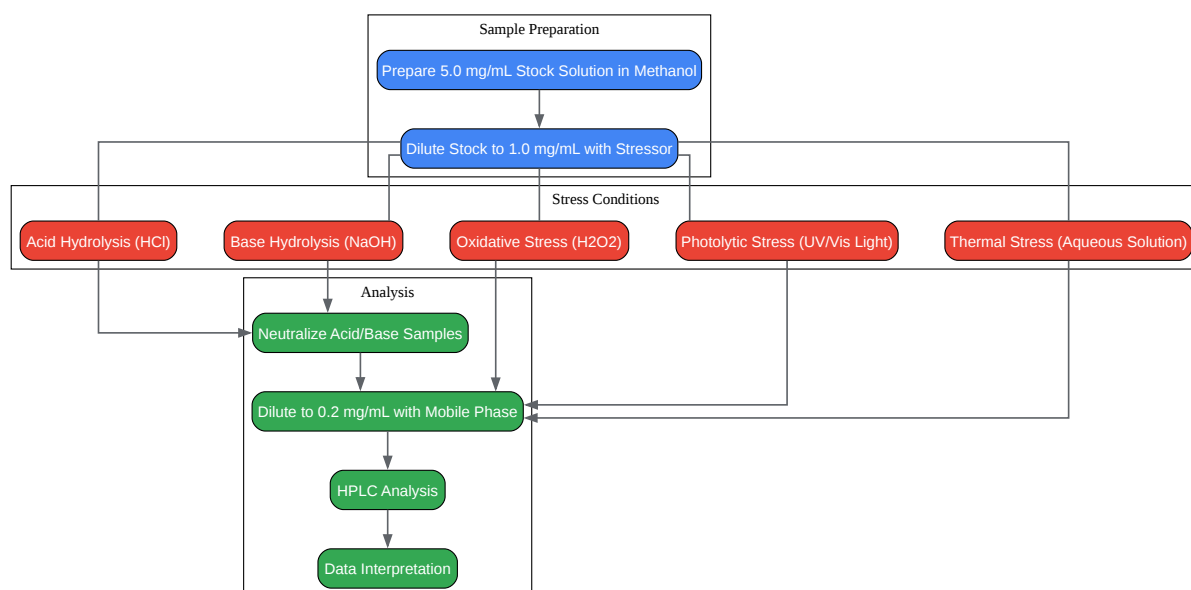 Sample Preparation
Prepare 5.0 mg/mL Stock Solution in Methanol
Dilute Stock to 1.0 mg/mL with Stressor
Stress Conditions
Acid Hydrolysis (HCl)
Base Hydrolysis (NaOH)
Oxidative Stress (H2O2)
Photolytic Stress (UV/Vis Light)
Thermal Stress (Aqueous Solution)
Analysis
Neutralize Acid/Base Samples
Dilute to 0.2 mg/mL with Mobile Phase
HPLC Analysis
Data Interpretation